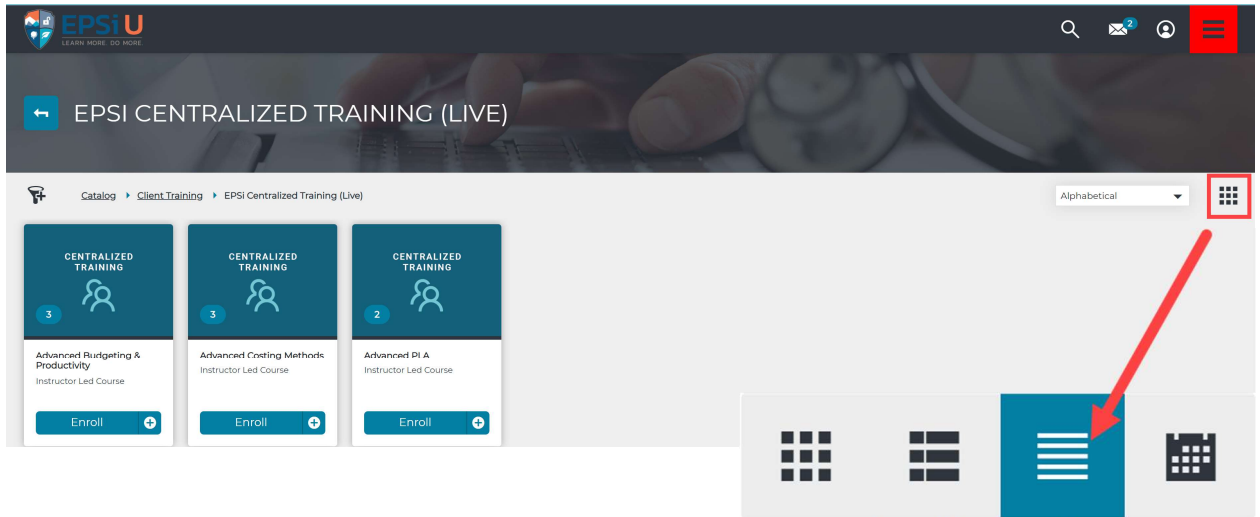 EPSi U
LEARN MORE. DO MORE.
2
EPSI CENTRALIZED TRAINING (LIVE)
Catalog Client Training EPSi Centralized Training (Live)
Alphabetical
CENTRALIZED
TRAINING
3
Advanced Budgeting &
Productivity
Instructor Led Course
Enroll
CENTRALIZED
TRAINING
3
Advanced Costing Methods
Instructor Led Course
Enroll
CENTRALIZED
TRAINING
2
Advanced PLA
Instructor Led Course
Enroll